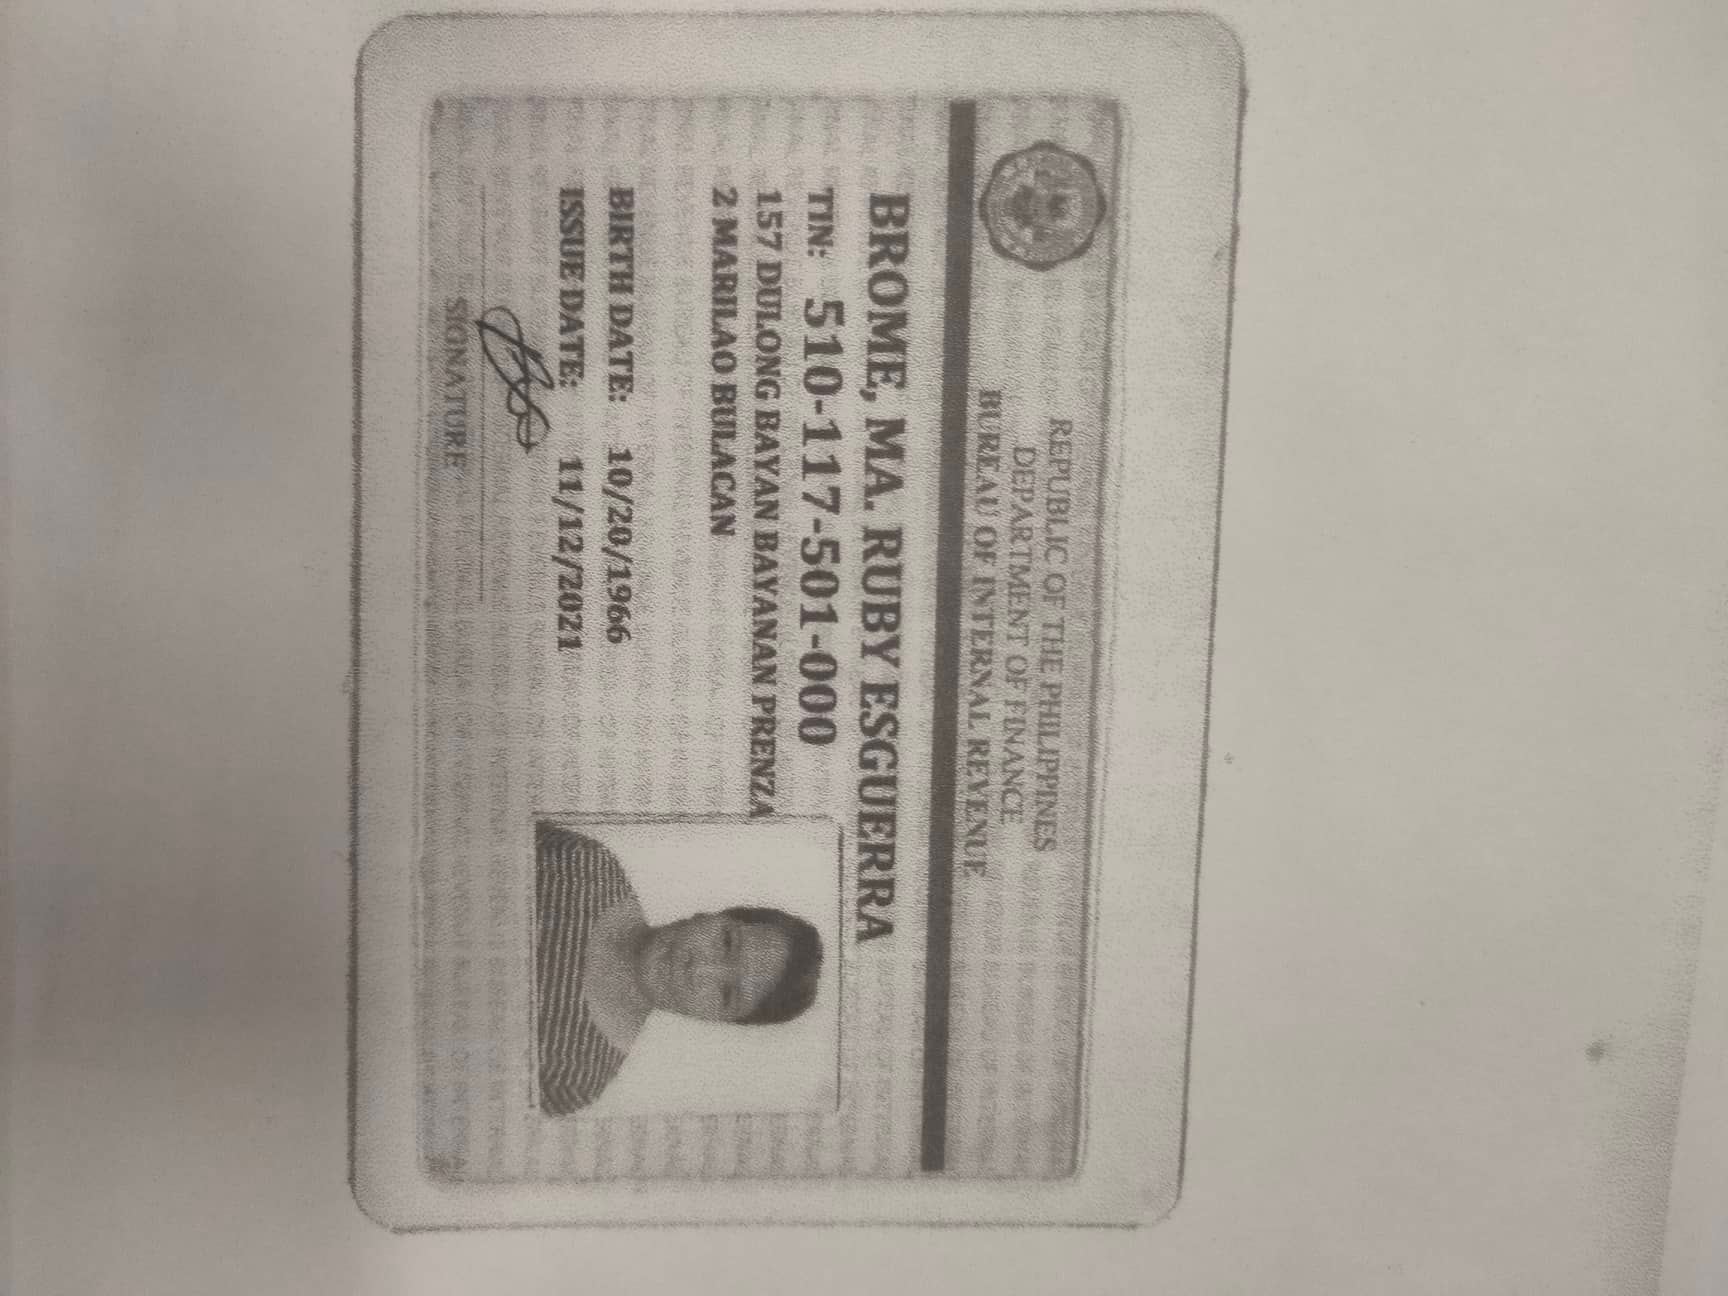 REPUBLIC OF THE PHILIPPINES
DEPARTMENT OF FINANCE
BUREAU OF INTERNAL REVENUE
BROME, MA. RUBY ESGUERRA
TIN: 510-117-501-000
157 DULONG BAYAN BAYANAN PRENZA
2 MARILAO BULACAN
BIRTH DATE: 10/20/1966
ISSUE DATE: 11/12/2021
SIGNATURE